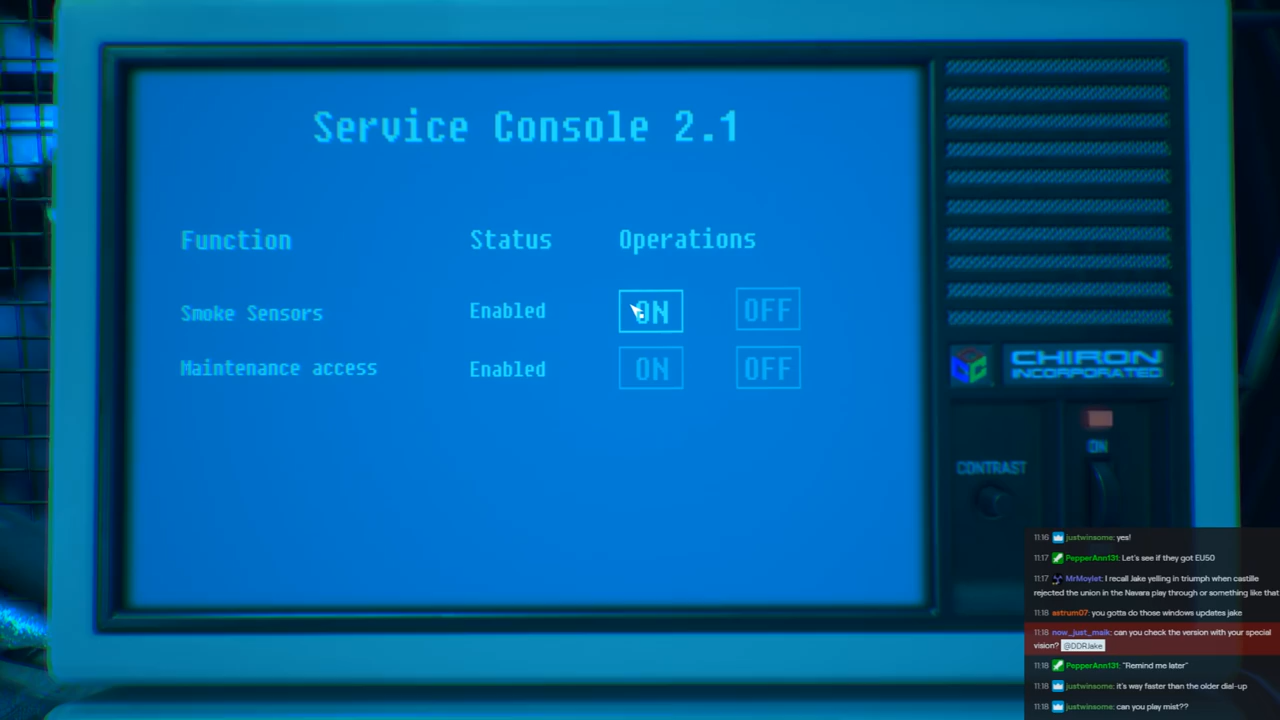 Service Console 2.1
Function Status Operations
Smoke Sensors Enabled ON OFF
Maintenance access Enabled ON OFF
CHIRON
INCORPORATED
ON
CONTRAST
11:16 justwinsome: yes!
11:17 PepperAnn131: Let's see if they got EU50
11:17 MrMoylet: I recall Jake yelling in triumph when castille
rejected the union in the Navara play through or something like that
11:18 astrum07: you gotta do those windows updates jake
11:18 now_just_maik: can you check the version with your special
vision? @DDRJake
11:18 PepperAnn131: "Remind me later"
11:18 justwinsome: it's way faster than the older dial-up
11:18 justwinsome: can you play mist??